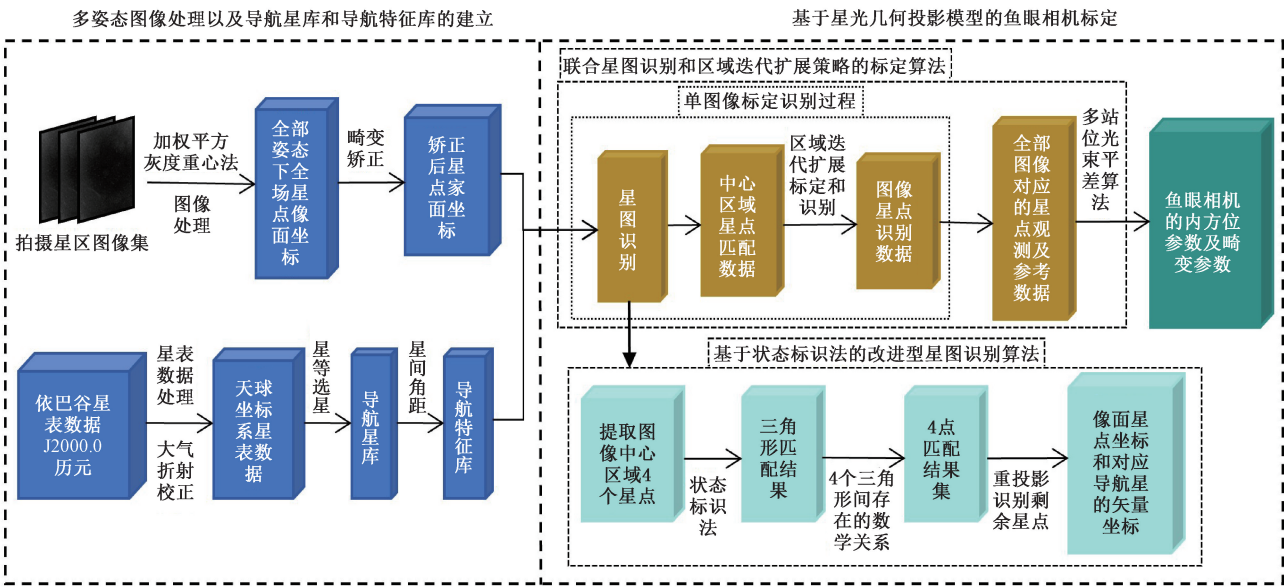 多姿态图像处理以及导航星库和导航特征库的建立
基于星光几何投影模型的鱼眼相机标定
拍摄星区图像集
加权平方
灰度重心法
图像
处理
全部
姿态
下全
场星
点像
面坐
标
畸变
矫正
矫正
后星
点家
面坐
标
依巴谷星
表数据
J2000.0
历元
星表
数据
处理
大气
折射
校正
天球
坐标
系星
表数
据
星等选星
导航星库
星间角距
导航特征库
联合星图识别和区域迭代扩展策略的标定算法
单图像标定识别过程
星图识别
中心
区域
星点
匹配
数据
区域迭
代扩展
标定和
识别
图像
星点
识别
数据
全部
图像
对应
的星
点观
测及
参考
数据
多站
位光
束平
差算
法
鱼眼相机
的内方位
参数及畸
变参数
基于状态标识法的改进型星图识别算法
提取图
像中心
区域4
个星点
状态
标识
法
三角
形匹
配结
果
4个三角
形间存
在的数
学关系
4点
匹配
结果
集
重投影
识别剩
余星点
像面星
点坐标
和对应
导航星
的矢量
坐标